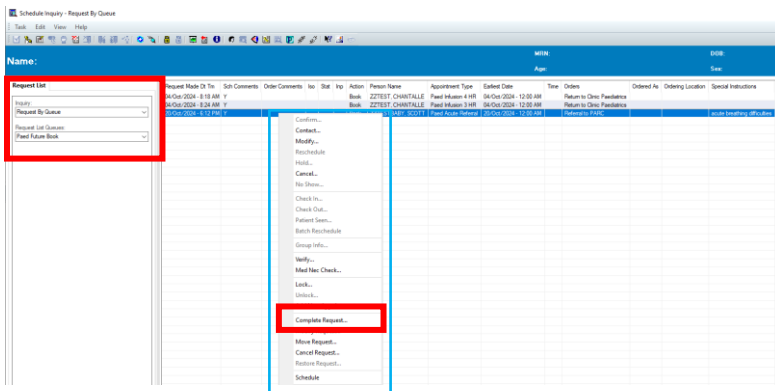 Schedule Inquiry - Request By Queue
Task Edit View Help
Name:
MRN:
Age:
DOB:
Sex:
Request List
Inquiry:
Request By Queue
Request List Queues:
Paed Future Book
Request Made Dt Tm Sch Comments Order Comments Iso Stat Inp Action Person Name Appointment Type Earliest Date Time Orders Ordered As Ordering Location Special Instructions
04/Oct/2024 - 8:18 AM Y Book ZZTEST, CHANTALLE Paed Infusion 4 HR 04/Oct/2024 - 12:00 AM Return to Clinic Paediatrics
04/Oct/2024 - 8:24 AM Y Book ZZTEST, CHANTALLE Paed Infusion 3 HR 04/Oct/2024 - 12:00 AM Return to Clinic Paediatrics
20/Oct/2024 - 6:12 PM Y BABY, SCOTT Paed Acute Referral 20/Oct/2024 - 12:00 AM Referral to PARC acute breathing difficulties
Confirm...
Contact...
Modify...
Reschedule
Hold...
Cancel...
No Show...
Check In...
Check Out...
Patient Seen...
Batch Reschedule
Group Info...
Verify...
Med Nec Check...
Lock...
Unlock...
Complete Request...
Move Request...
Cancel Request...
Restore Request...
Schedule